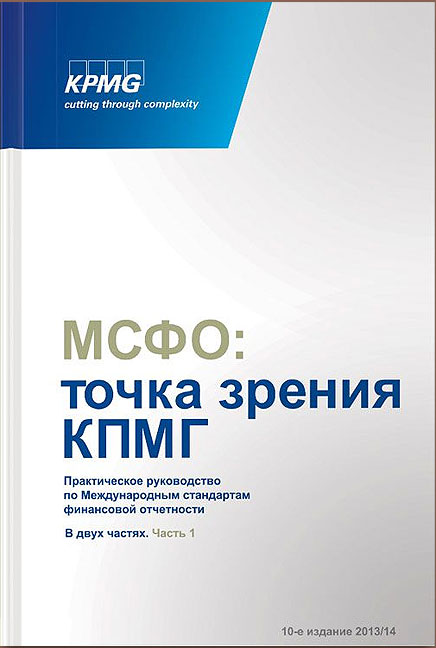 KPMG
cutting through complexity
МСФО:
точка зрения
КПМГ
Практическое руководство
по Международным стандартам
финансовой отчетности
В двух частях. Часть 1
10-е издание 2013/14